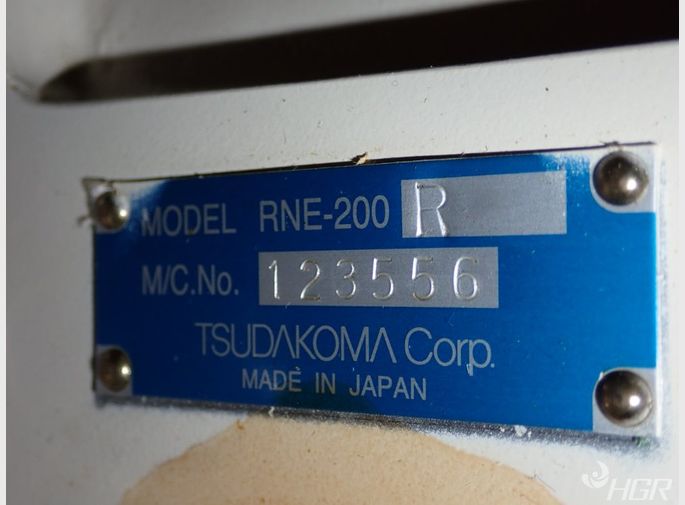 MODEL RNE-200 R
M/C.No. 123556
TSUDAKOMA Corp.
MADE IN JAPAN
HGR